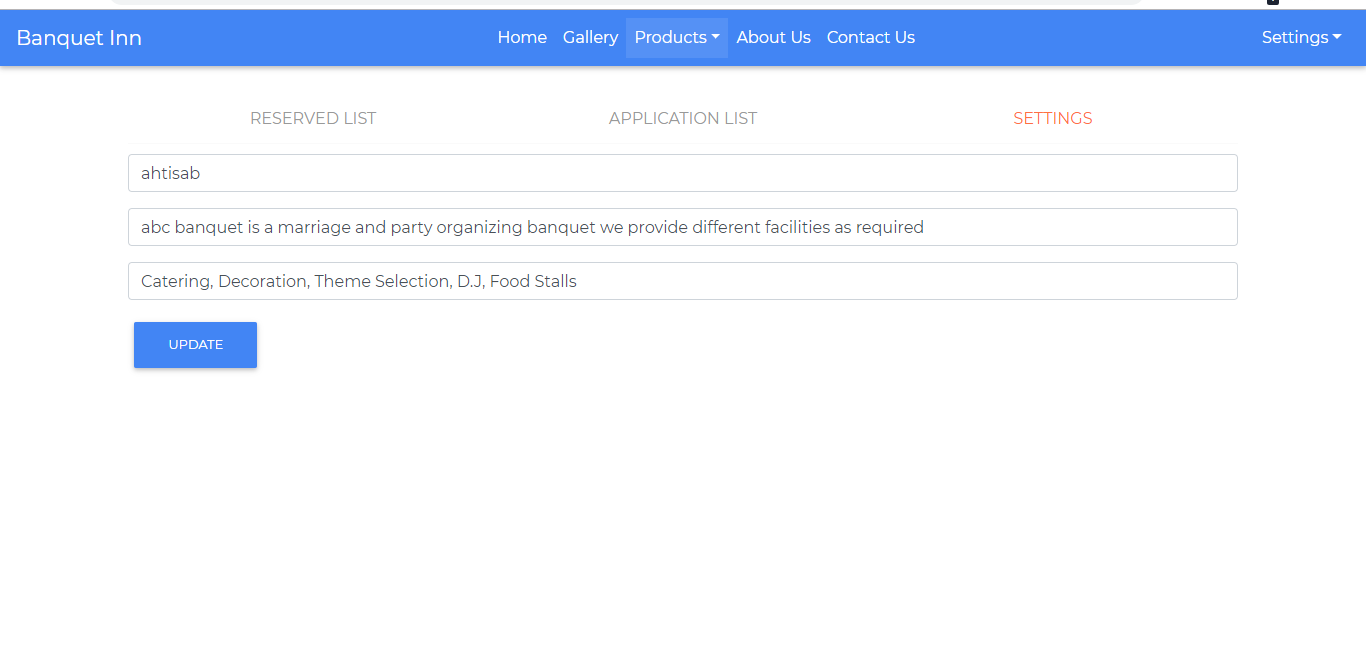 Banquet Inn Home Gallery Products About Us Contact Us Settings
RESERVED LIST APPLICATION LIST SETTINGS
ahtisab
abc banquet is a marriage and party organizing banquet we provide different facilities as required
Catering, Decoration, Theme Selection, D.J, Food Stalls
UPDATE